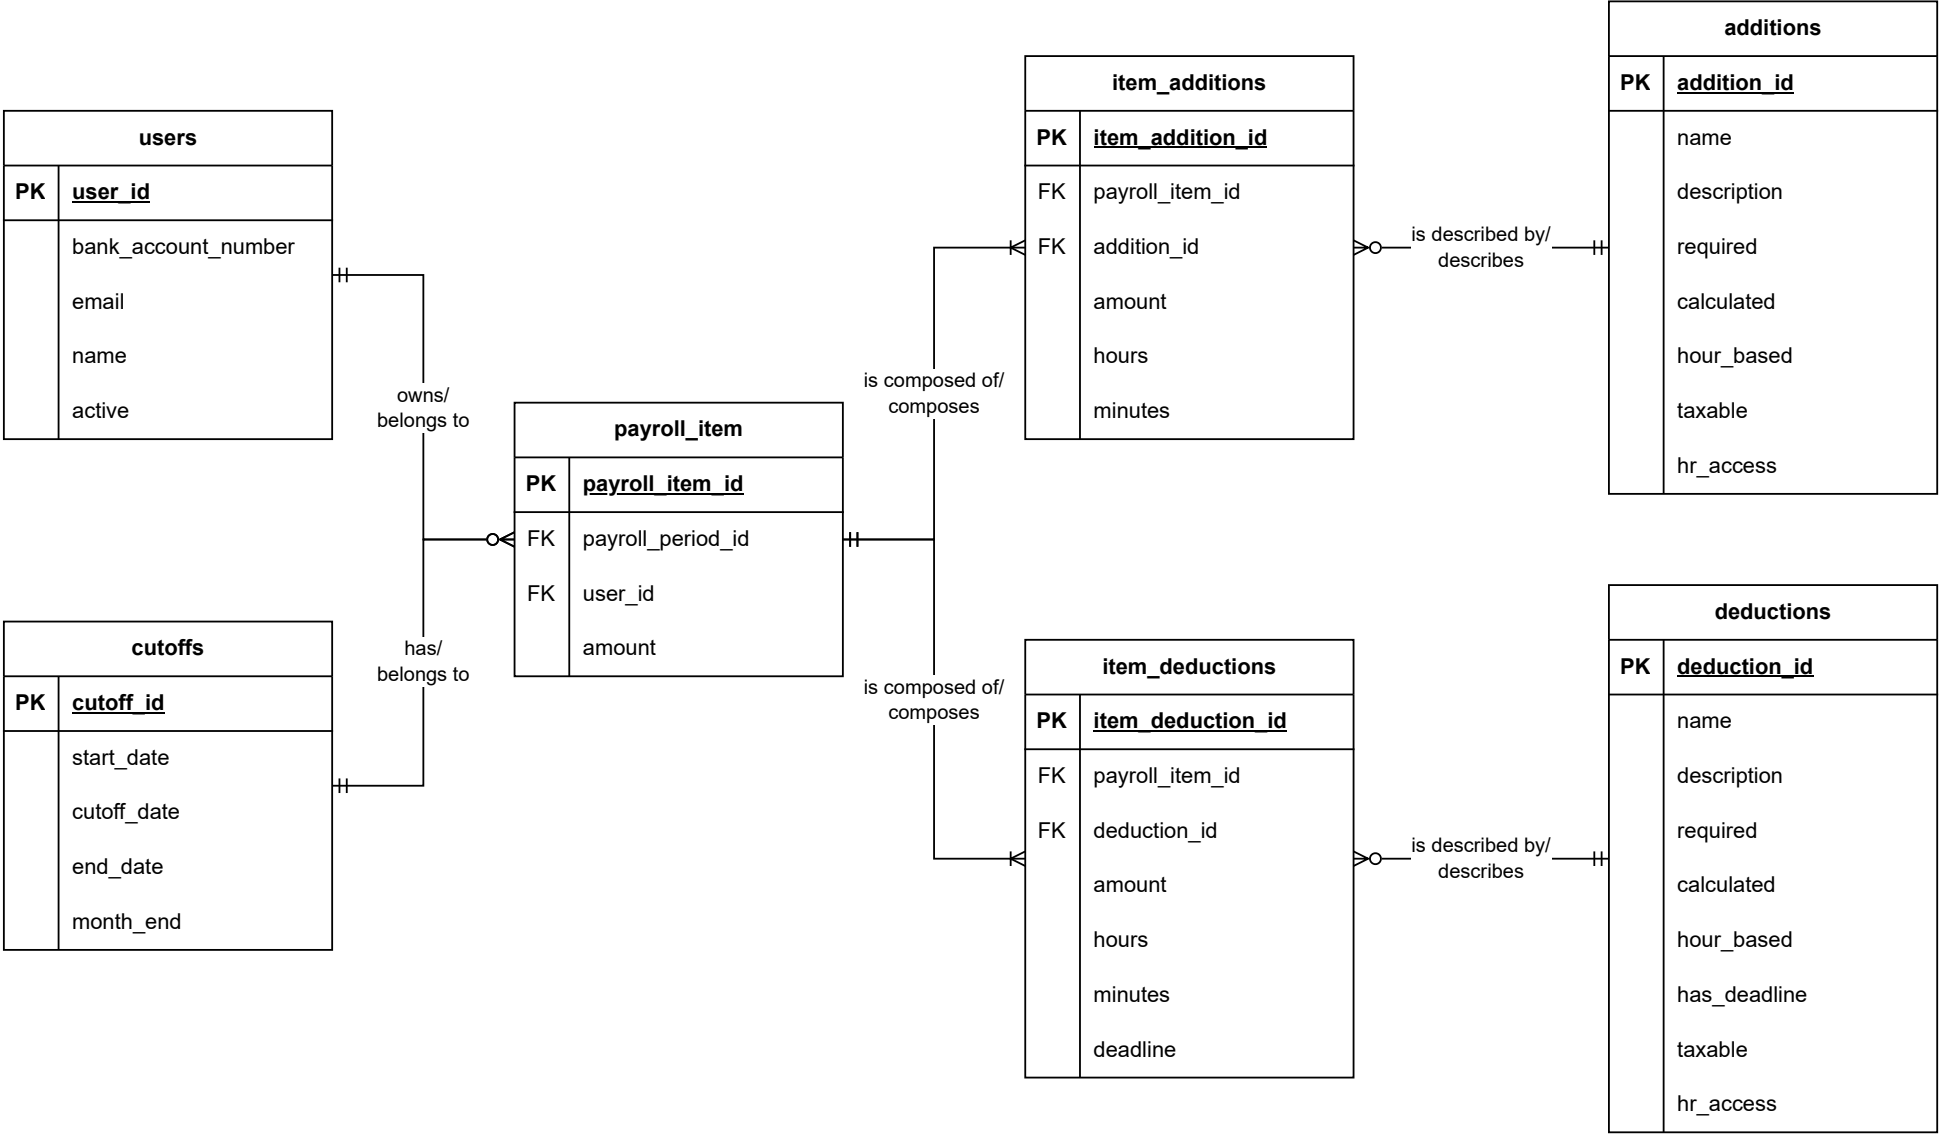 users
PK user_id
bank_account_number
email
name
active
cutoffs
PK cutoff_id
start_date
cutoff_date
end_date
month_end
owns/
belongs to
has/
belongs to
payroll_item
PK payroll_item_id
FK payroll_period_id
FK user_id
amount
is composed of/
composes
is composed of/
composes
item_additions
PK item_addition_id
FK payroll_item_id
FK addition_id
amount
hours
minutes
item_deductions
PK item_deduction_id
FK payroll_item_id
FK deduction_id
amount
hours
minutes
deadline
is described by/
describes
is described by/
describes
additions
PK addition_id
name
description
required
calculated
hour_based
taxable
hr_access
deductions
PK deduction_id
name
description
required
calculated
hour_based
has_deadline
taxable
hr_access